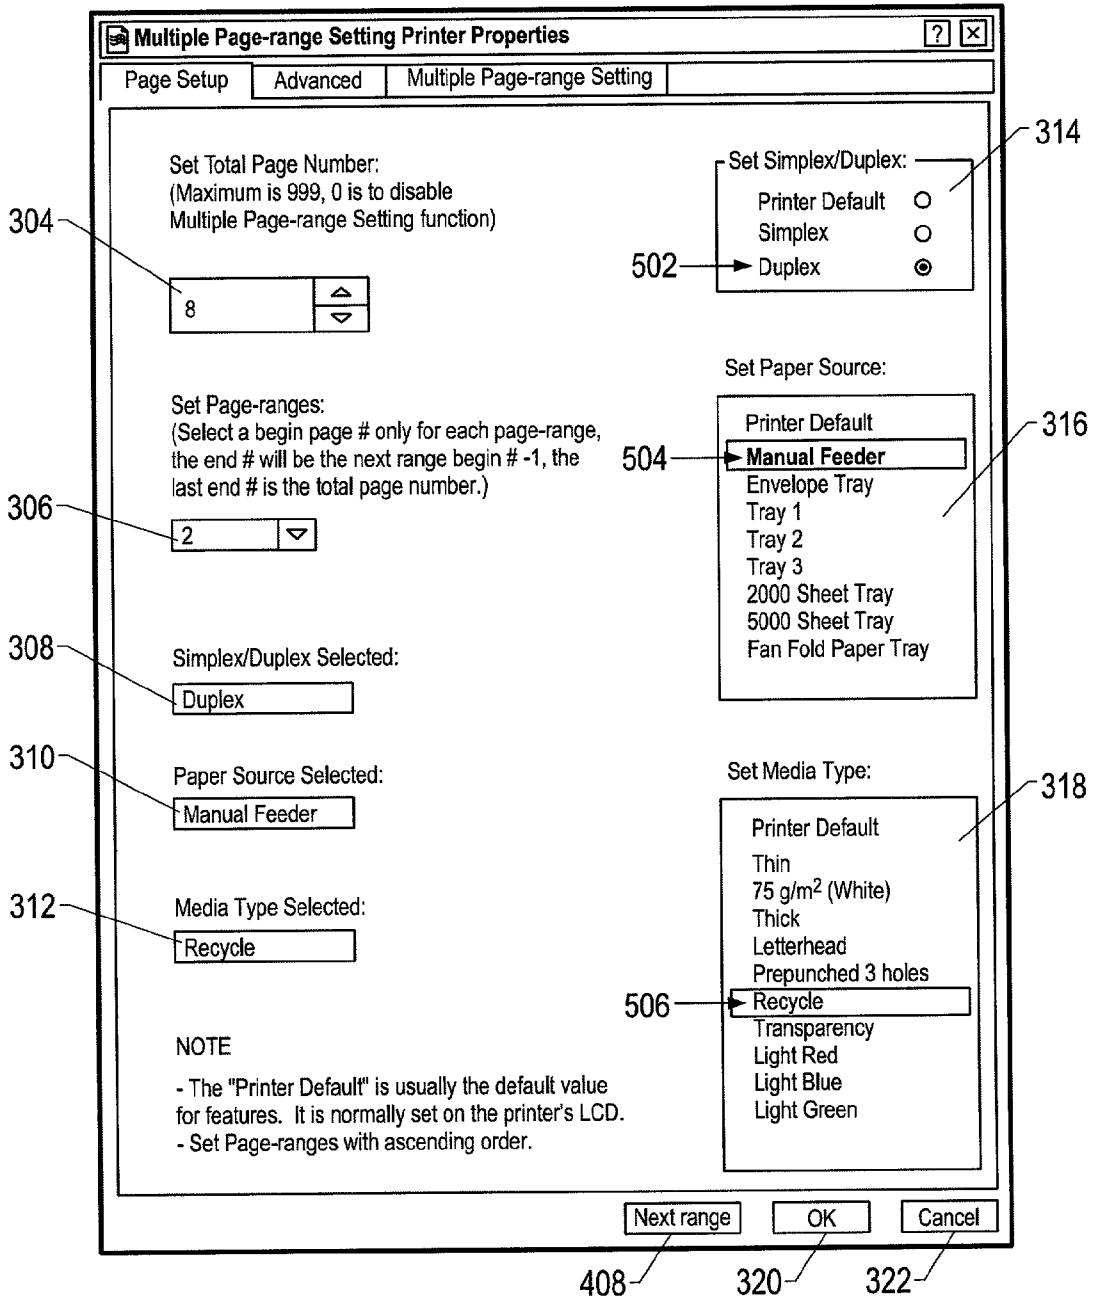 Multiple Page-range Setting Printer Properties
? ×
Page Setup
Advanced
Multiple Page-range Setting
Set Total Page Number:
(Maximum is 999, 0 is to disable
Multiple Page-range Setting function)
304
8
Set Page-ranges:
(Select a begin page # only for each page-range,
the end # will be the next range begin # -1, the
last end # is the total page number.)
306
2
308
Simplex/Duplex Selected:
Duplex
310
Paper Source Selected:
Manual Feeder
312
Media Type Selected:
Recycle
NOTE
- The "Printer Default" is usually the default value
for features. It is normally set on the printer's LCD.
- Set Page-ranges with ascending order.
314
Set Simplex/Duplex:
Printer Default
Simplex
502
Duplex
Set Paper Source:
316
Printer Default
504
Manual Feeder
Envelope Tray
Tray 1
Tray 2
Tray 3
2000 Sheet Tray
5000 Sheet Tray
Fan Fold Paper Tray
Set Media Type:
318
Printer Default
Thin
75 g/m² (White)
Thick
Letterhead
Prepunched 3 holes
506
Recycle
Transparency
Light Red
Light Blue
Light Green
Next range
OK
Cancel
408
320
322